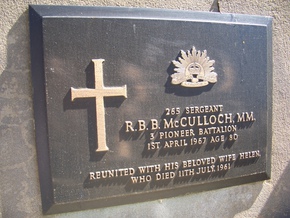 265 SERGEANT
R.B.B. McCULLOCH, MM.
3 PIONEER BATTALION
1ST APRIL 1967 AGE 80
REUNITED WITH HIS BELOVED WIFE HELEN,
WHO DIED 11TH JULY, 1961